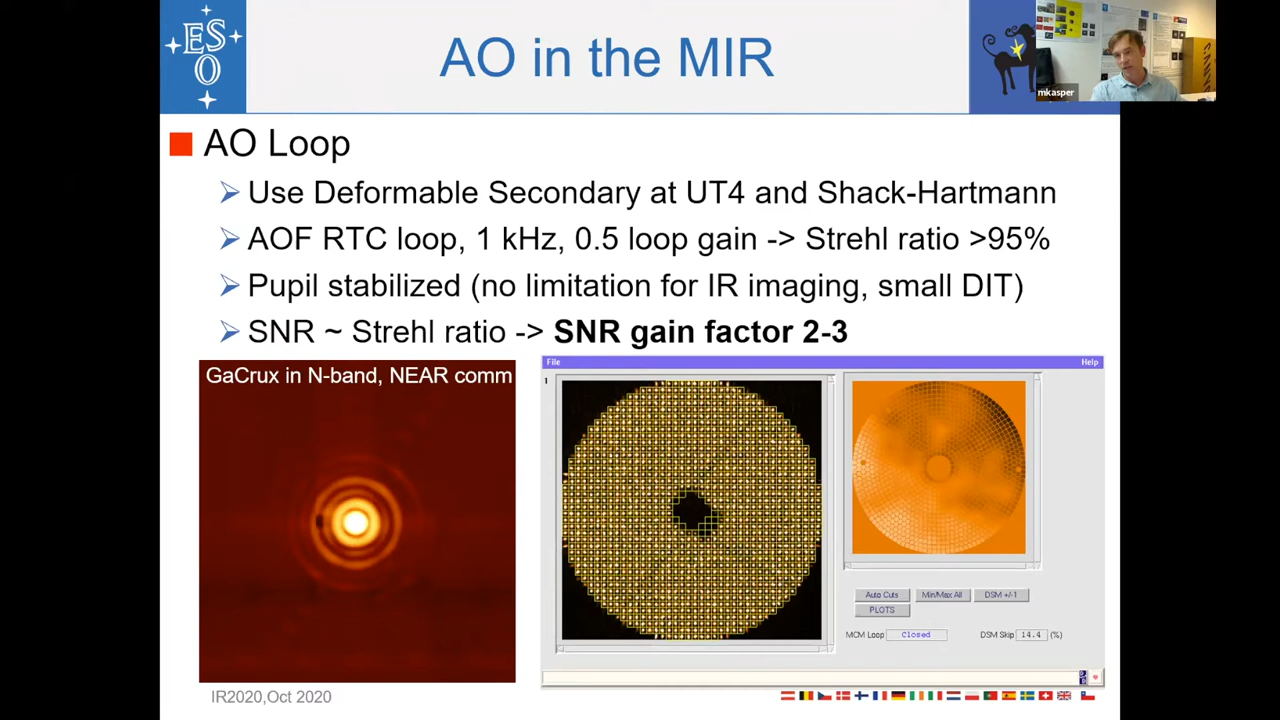 ES
O
AO in the MIR
mkasper
AO Loop
Use Deformable Secondary at UT4 and Shack-Hartmann
AOF RTC loop, 1 kHz, 0.5 loop gain -> Strehl ratio >95%
Pupil stabilized (no limitation for IR imaging, small DIT)
SNR ~ Strehl ratio -> SNR gain factor 2-3
GaCrux in N-band, NEAR comm
File
Help
1
Auto Cuts
Min/Max All
DSM +/-1
PLOTS
MCM Loop
Closed
DSM Skip
14.4
(%)
IR2020,Oct 2020